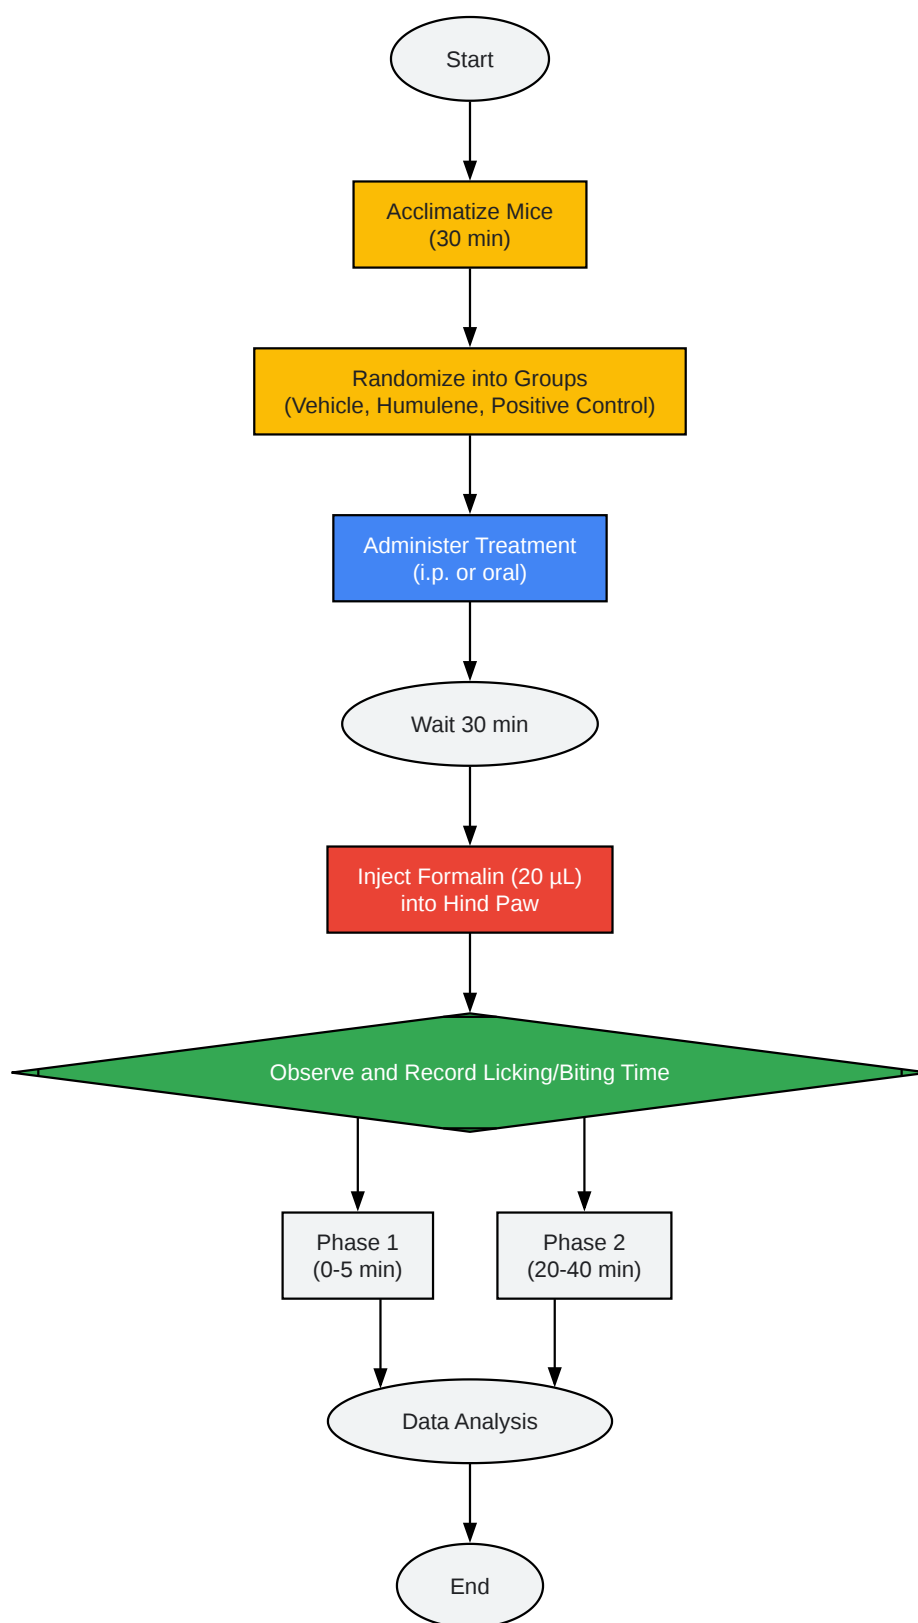 Start
Acclimatize Mice
(30 min)
Randomize into Groups
(Vehicle, Humulene, Positive Control)
Administer Treatment
(i.p. or oral)
Wait 30 min
Inject Formalin (20 µL)
into Hind Paw
Observe and Record Licking/Biting Time
Phase 1
(0-5 min)
Phase 2
(20-40 min)
Data Analysis
End